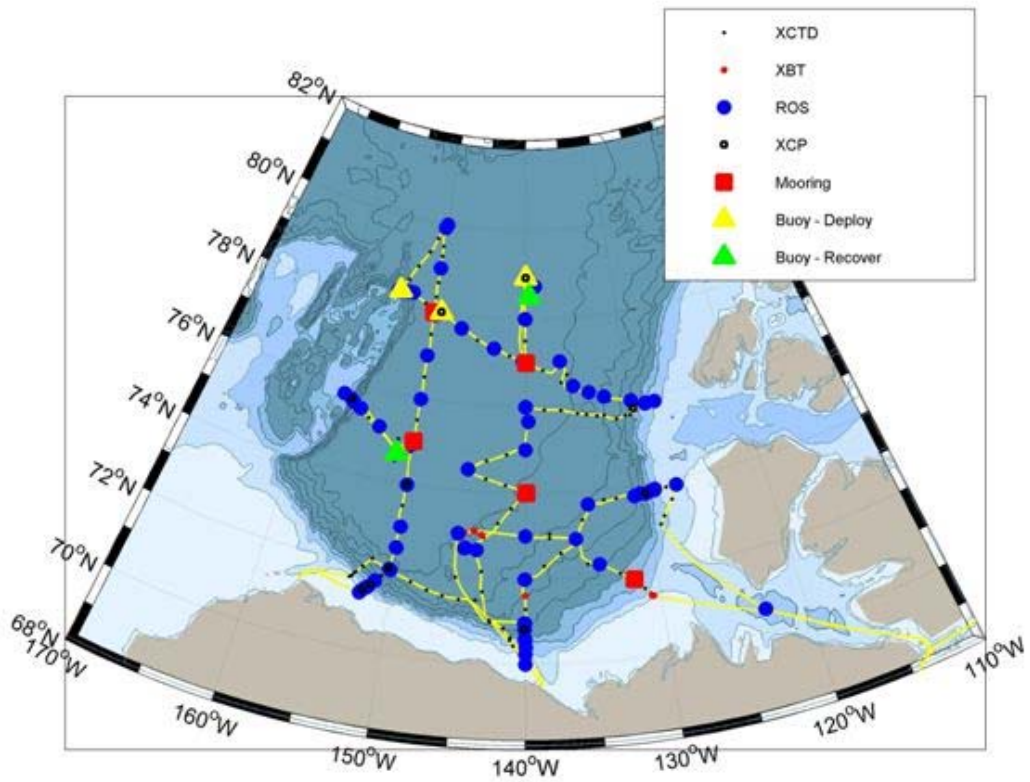 XCTD
XBT
ROS
XCP
Mooring
Buoy - Deploy
Buoy - Recover
82°N
80°N
78°N
76°N
74°N
72°N
70°N
68°N
170°W
160°W
150°W
140°W
130°W
120°W
110°W